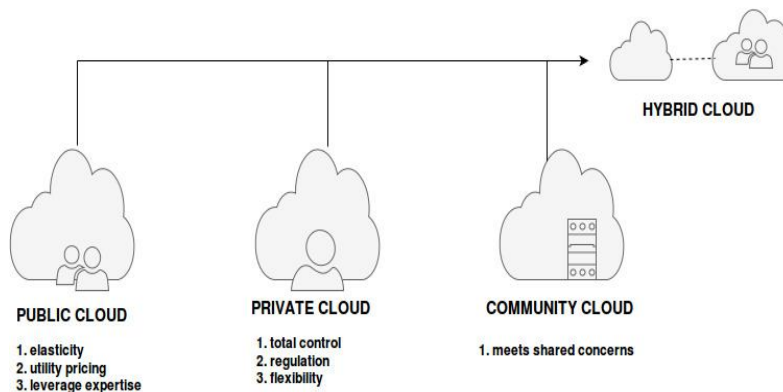 HYBRID CLOUD
PUBLIC CLOUD
1. elasticity
2. utility pricing
3. leverage expertise
PRIVATE CLOUD
1. total control
2. regulation
3. flexibility
COMMUNITY CLOUD
1. meets shared concerns